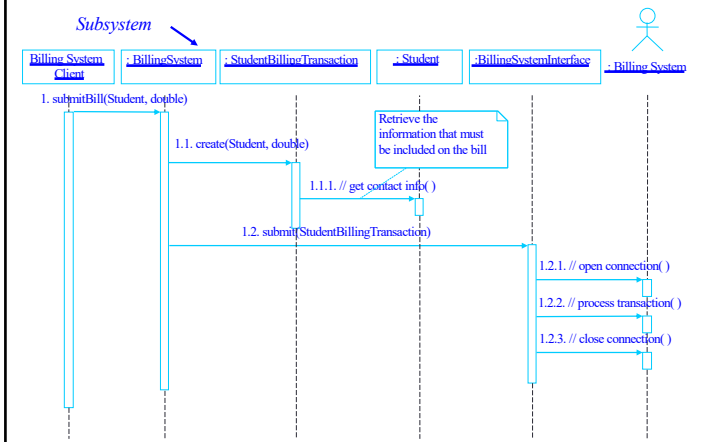 Subsystem
Billing System
Client
: BillingSystem
: StudentBillingTransaction
: Student
:BillingSystemInterface
: Billing System
1. submitBill(Student, double)
Retrieve the
information that must
be included on the bill
1.1. create(Student, double)
1.1.1. // get contact info( )
1.2. submit(StudentBillingTransaction)
1.2.1. // open connection( )
1.2.2. // process transaction( )
1.2.3. // close connection( )